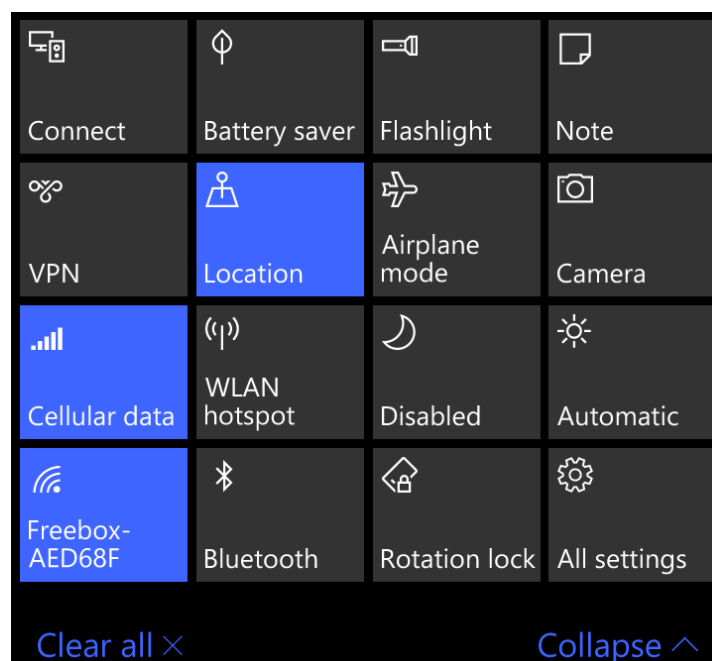 Connect
Battery saver
Flashlight
Note
VPN
Location
Airplane
mode
Camera
Cellular data
WLAN
hotspot
Disabled
Automatic
Freebox-
AED68F
Bluetooth
Rotation lock
All settings
Clear all
Collapse